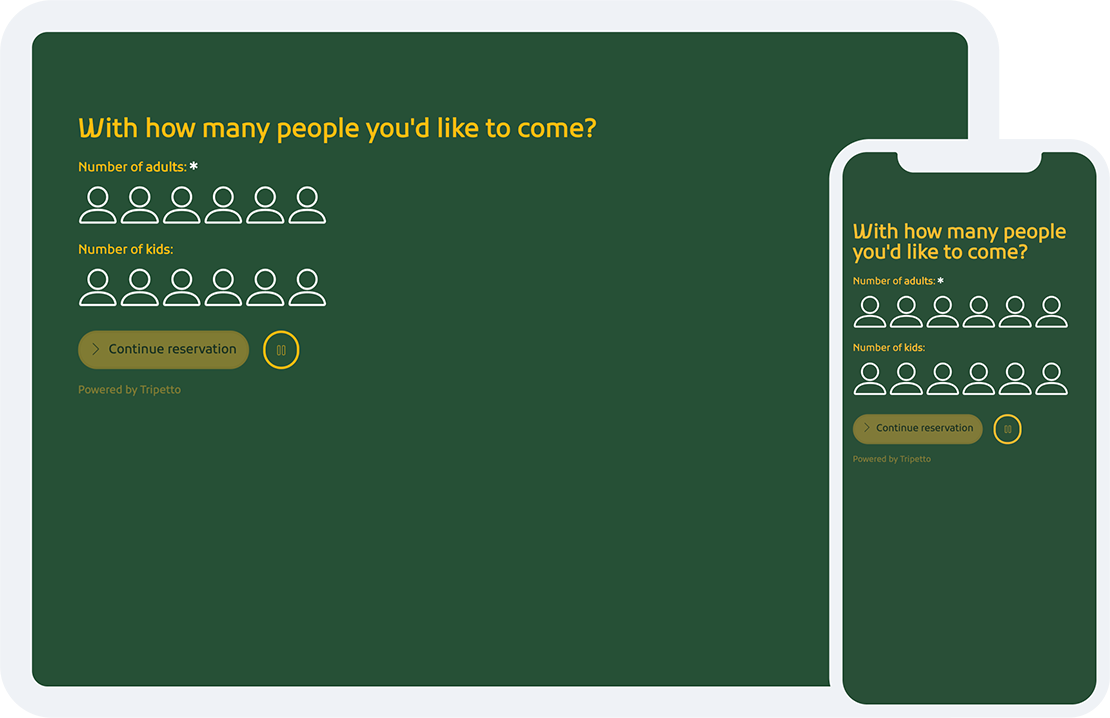 With how many people you'd like to come?
Number of adults: *
Number of kids:
Continue reservation
Powered by Tripetto
With how many people
you'd like to come?
Number of adults: *
Number of kids:
Continue reservation
Powered by Tripetto